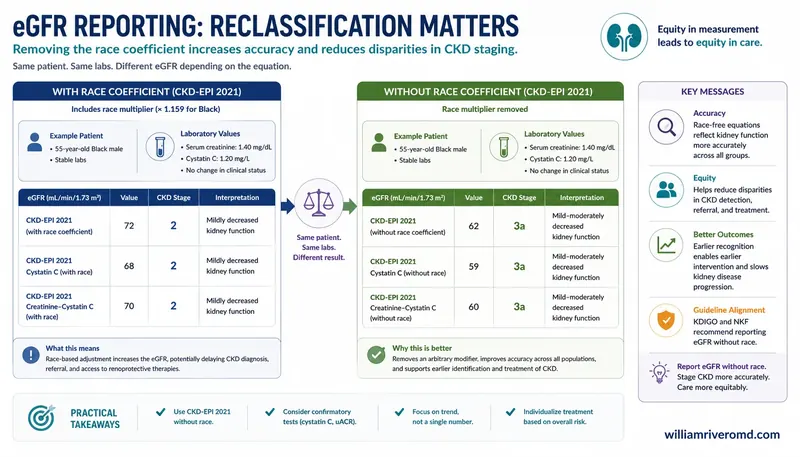 eGFR REPORTING: RECLASSIFICATION MATTERS
Removing the race coefficient increases accuracy and reduces disparities in CKD staging.
Same patient. Same labs. Different eGFR depending on the equation.
Equity in measurement
leads to equity in care.
WITH RACE COEFFICIENT (CKD-EPI 2021)
Includes race multiplier (× 1.159 for Black)
Example Patient
• 55-year-old Black male
• Stable labs
Laboratory Values
• Serum creatinine: 1.40 mg/dL
• Cystatin C: 1.20 mg/L
• No change in clinical status
eGFR (mL/min/1.73 m²) Value CKD Stage Interpretation
CKD-EPI 2021
(with race coefficient)
72
2
Mildly decreased
kidney function
CKD-EPI 2021
Cystatin C (with race)
68
2
Mildly decreased
kidney function
CKD-EPI 2021
Creatinine–Cystatin C
(with race)
70
2
Mildly decreased
kidney function
What this means
Race-based adjustment increases the eGFR, potentially delaying CKD diagnosis,
referral, and access to renoprotective therapies.
Same patient.
Same labs.
Different result.
WITHOUT RACE COEFFICIENT (CKD-EPI 2021)
Race multiplier removed
Example Patient
• 55-year-old Black male
• Stable labs
Laboratory Values
• Serum creatinine: 1.40 mg/dL
• Cystatin C: 1.20 mg/L
• No change in clinical status
eGFR (mL/min/1.73 m²) Value CKD Stage Interpretation
CKD-EPI 2021
(without race coefficient)
62
3a
Mild–moderately
decreased
kidney function
CKD-EPI 2021
Cystatin C (without race)
59
3a
Mild–moderately
decreased
kidney function
CKD-EPI 2021
Creatinine–Cystatin C
(without race)
60
3a
Mild–moderately
decreased
kidney function
Why this is better
Removes an arbitrary modifier, improves accuracy across all populations,
and supports earlier identification and treatment of CKD.
KEY MESSAGES
Accuracy
Race-free equations
reflect kidney function
more accurately
across all groups.
Equity
Helps reduce disparities
in CKD detection,
referral, and treatment.
Better Outcomes
Earlier recognition
enables earlier
intervention and slows
kidney disease
progression.
Guideline Alignment
KDIGO and NKF
recommend reporting
eGFR without race.
Report eGFR without race.
Stage CKD more accurately.
Care more equitably.
PRACTICAL
TAKEAWAYS
Use CKD-EPI 2021
without race.
Consider confirmatory
tests (cystatin C, uACR).
Focus on trend,
not a single number.
Individualize treatment
based on overall risk.
williamriveromd.com